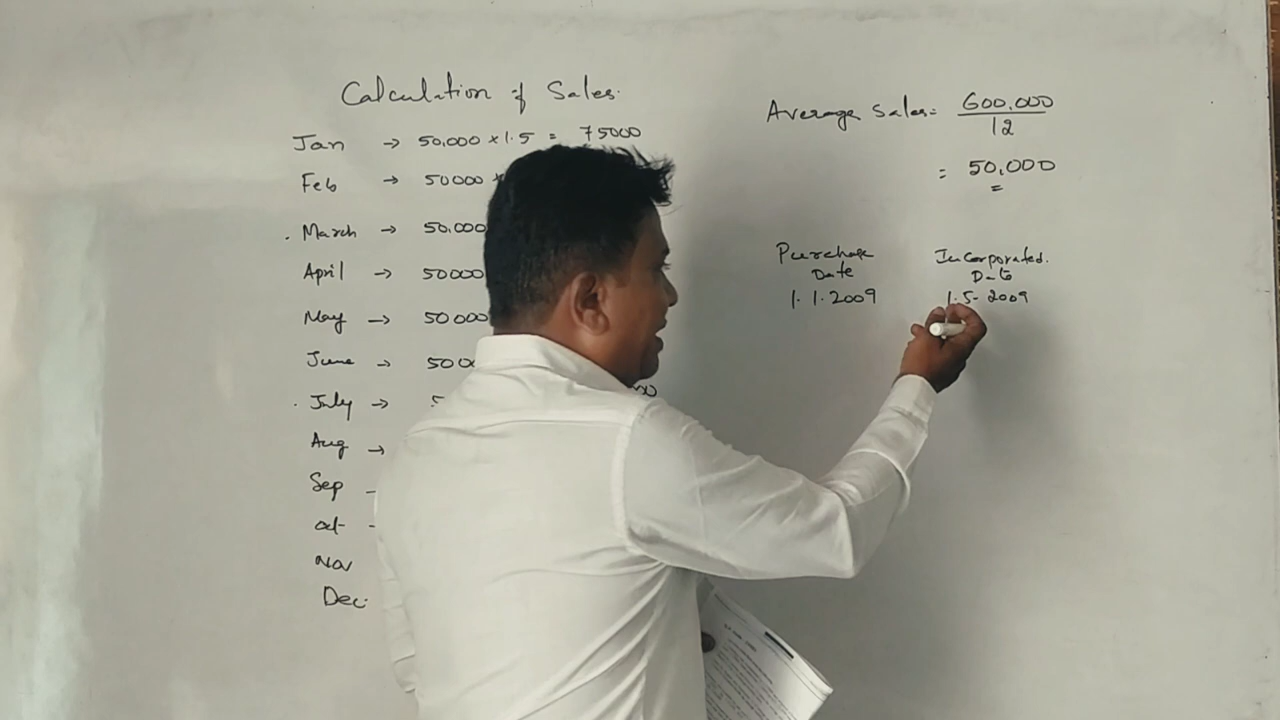 Calculation of Sales.
Jan → 50,000 × 1.5 = 75000
Feb → 50000
March → 50,000
April → 50000
May → 50000
June → 500
July → 5
Aug →
Sep
oct
Nov
Dec
Average Sales = 600,000
12
= 50,000
=
Purchase Incorporated.
Date Date
1.1.2009 1.5-2009